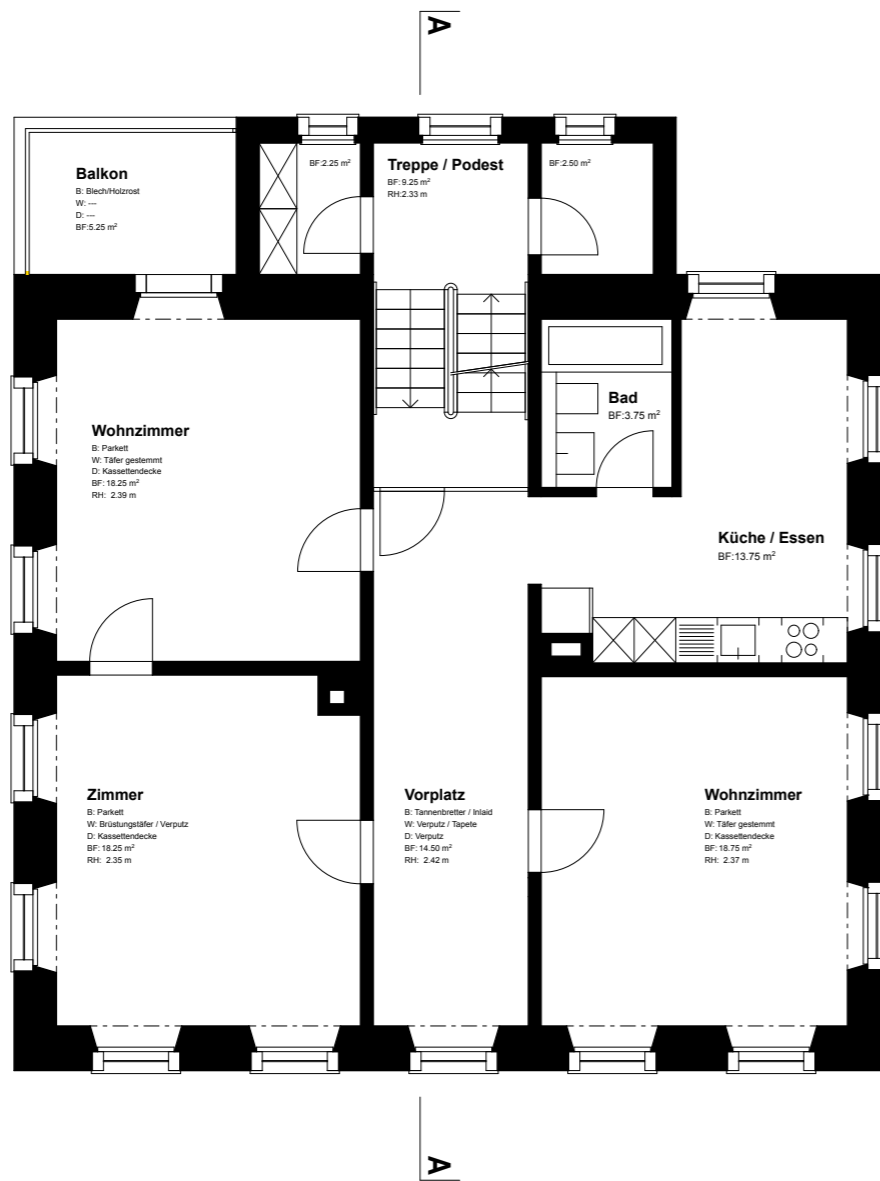 A
Balkon
B: Blech/Holzrost
W: ---
D: ---
BF:5.25 m²
BF:2.25 m²
Treppe / Podest
BF: 9.25 m²
RH:2.33 m
BF:2.50 m²
Wohnzimmer
B: Parkett
W: Täfer gestemmt
D: Kassettendecke
BF: 18.25 m²
RH: 2.39 m
Bad
BF:3.75 m²
Küche / Essen
BF:13.75 m²
Zimmer
B: Parkett
W: Brüstungstäfer / Verputz
D: Kassettendecke
BF: 18.25 m²
RH: 2.35 m
Vorplatz
B: Tannenbretter / Inlaid
W: Verputz / Tapete
D: Verputz
BF: 14.50 m²
RH: 2.42 m
Wohnzimmer
B: Parkett
W: Täfer gestemmt
D: Kassettendecke
BF: 18.75 m²
RH: 2.37 m
A